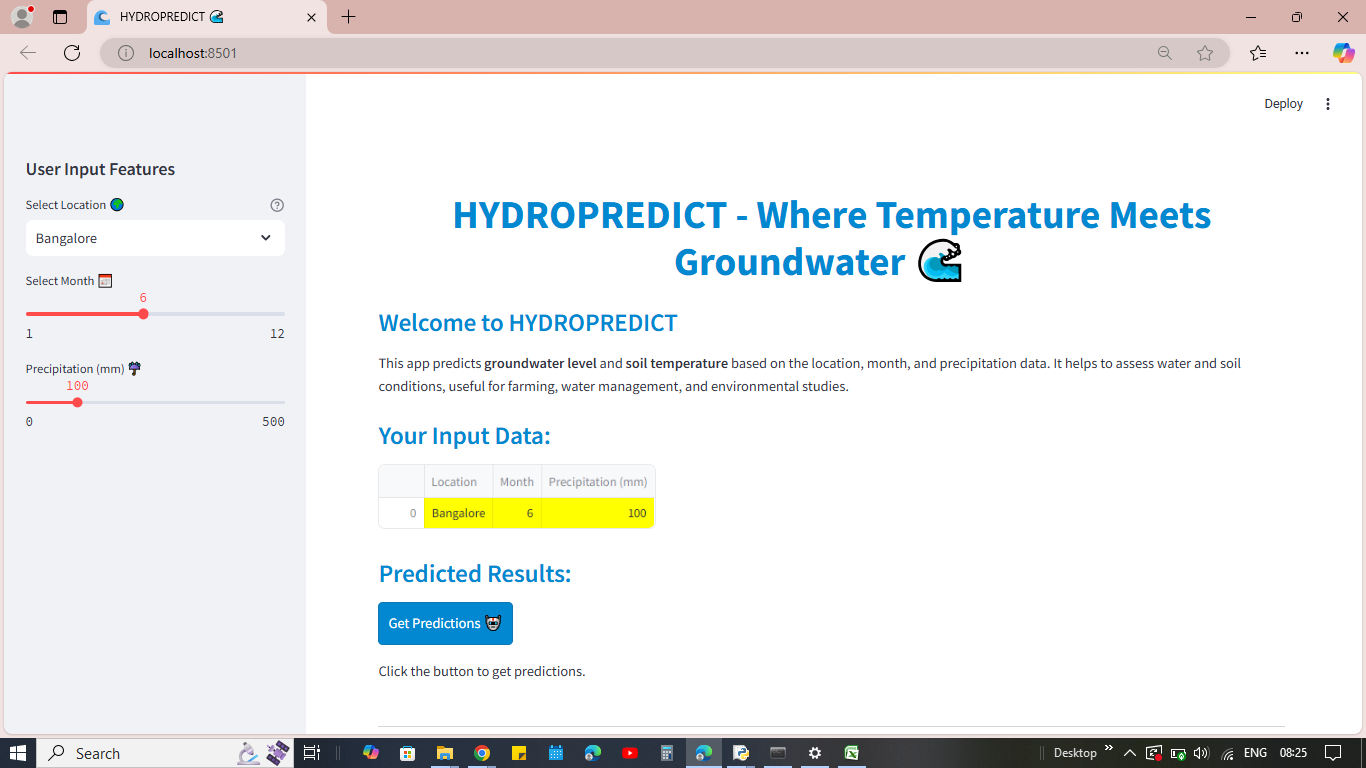 HYDROPREDICT
localhost:8501
Deploy
User Input Features
Select Location
Bangalore
Select Month
6
1 12
Precipitation (mm)
100
0 500
HYDROPREDICT - Where Temperature Meets
Groundwater
Welcome to HYDROPREDICT
This app predicts groundwater level and soil temperature based on the location, month, and precipitation data. It helps to assess water and soil
conditions, useful for farming, water management, and environmental studies.
Your Input Data:
Location Month Precipitation (mm)
0 Bangalore 6 100
Predicted Results:
Get Predictions
Click the button to get predictions.
Search
Desktop
ENG
08:25